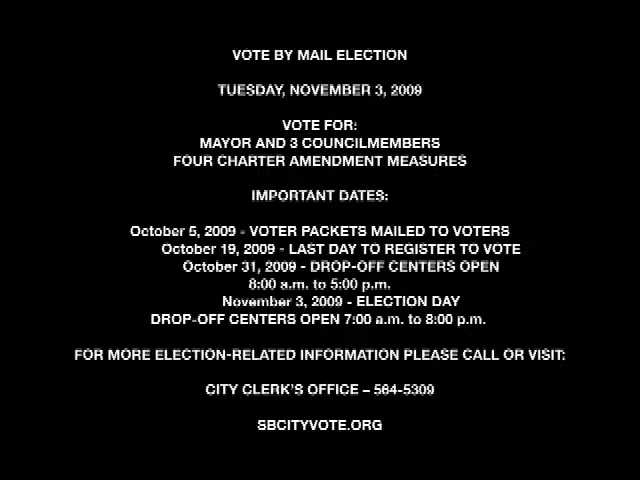 VOTE BY MAIL ELECTION
TUESDAY, NOVEMBER 3, 2009
VOTE FOR:
MAYOR AND 3 COUNCILMEMBERS
FOUR CHARTER AMENDMENT MEASURES
IMPORTANT DATES:
October 5, 2009 - VOTER PACKETS MAILED TO VOTERS
October 19, 2009 - LAST DAY TO REGISTER TO VOTE
October 31, 2009 - DROP-OFF CENTERS OPEN
8:00 a.m. to 5:00 p.m.
November 3, 2009 - ELECTION DAY
DROP-OFF CENTERS OPEN 7:00 a.m. to 8:00 p.m.
FOR MORE ELECTION-RELATED INFORMATION PLEASE CALL OR VISIT:
CITY CLERK'S OFFICE – 564-5309
SBCITYVOTE.ORG